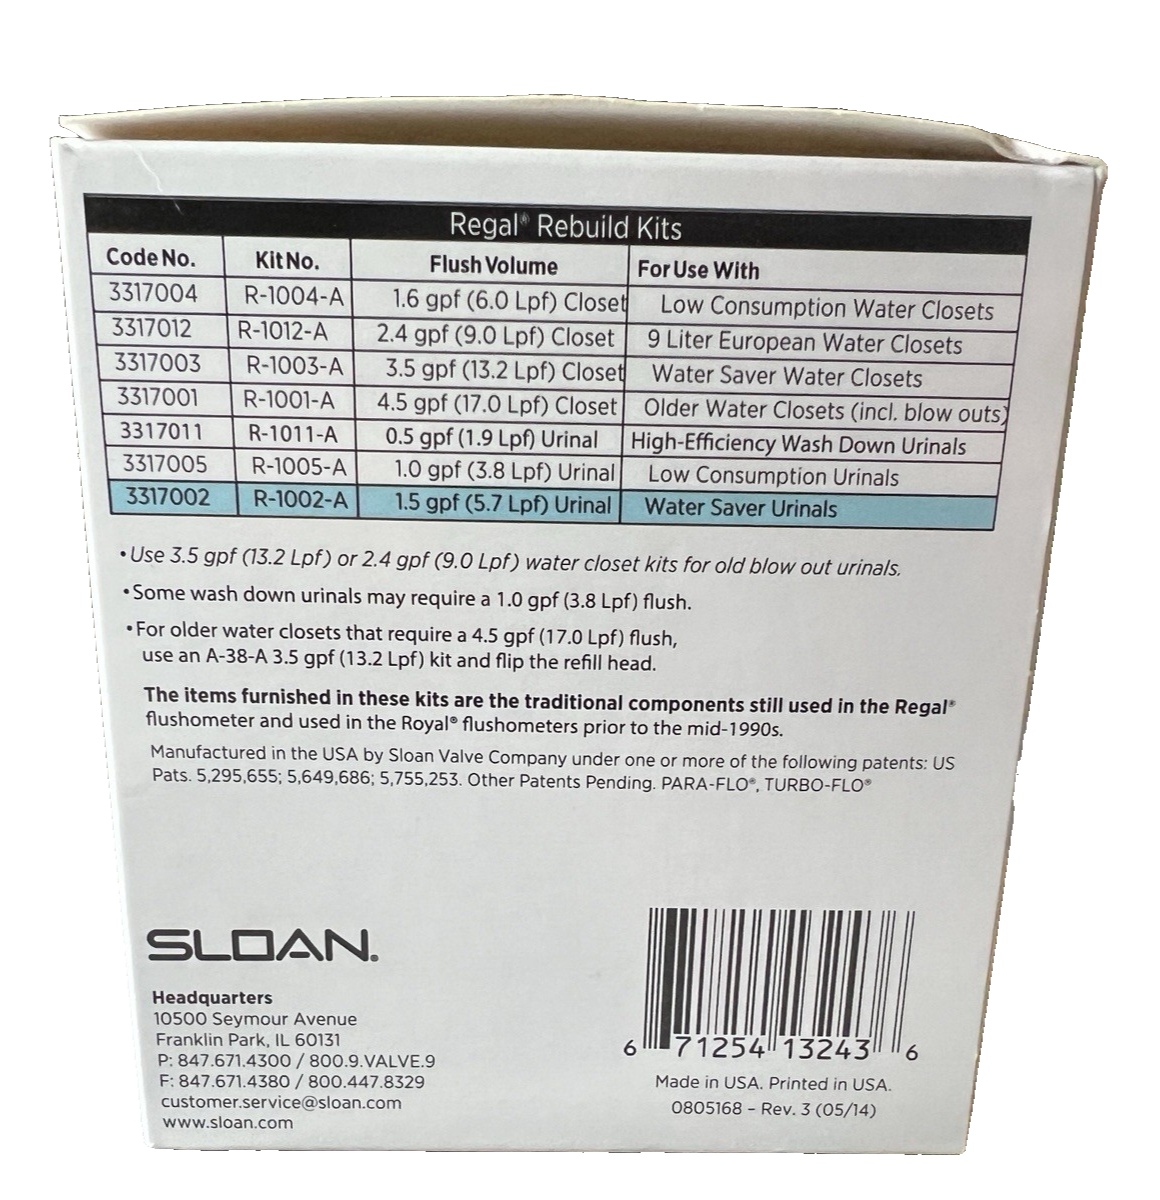 Regal® Rebuild Kits
Code No. Kit No. Flush Volume For Use With
3317004 R-1004-A 1.6 gpf (6.0 Lpf) Closet Low Consumption Water Closets
3317012 R-1012-A 2.4 gpf (9.0 Lpf) Closet 9 Liter European Water Closets
3317003 R-1003-A 3.5 gpf (13.2 Lpf) Closet Water Saver Water Closets
3317001 R-1001-A 4.5 gpf (17.0 Lpf) Closet Older Water Closets (incl. blow outs)
3317011 R-1011-A 0.5 gpf (1.9 Lpf) Urinal High-Efficiency Wash Down Urinals
3317005 R-1005-A 1.0 gpf (3.8 Lpf) Urinal Low Consumption Urinals
3317002 R-1002-A 1.5 gpf (5.7 Lpf) Urinal Water Saver Urinals
•Use 3.5 gpf (13.2 Lpf) or 2.4 gpf (9.0 Lpf) water closet kits for old blow out urinals.
•Some wash down urinals may require a 1.0 gpf (3.8 Lpf) flush.
•For older water closets that require a 4.5 gpf (17.0 Lpf) flush,
use an A-38-A 3.5 gpf (13.2 Lpf) kit and flip the refill head.
The items furnished in these kits are the traditional components still used in the Regal®
flushometer and used in the Royal® flushometers prior to the mid-1990s.
Manufactured in the USA by Sloan Valve Company under one or more of the following patents: US
Pats. 5,295,655; 5,649,686; 5,755,253. Other Patents Pending. PARA-FLO®, TURBO-FLO®
SLOAN.
Headquarters
10500 Seymour Avenue
Franklin Park, IL 60131
P: 847.671.4300 / 800.9.VALVE.9
F: 847.671.4380 / 800.447.8329
customer.service@sloan.com
www.sloan.com
6 71254 13243 6
Made in USA. Printed in USA.
0805168 – Rev. 3 (05/14)